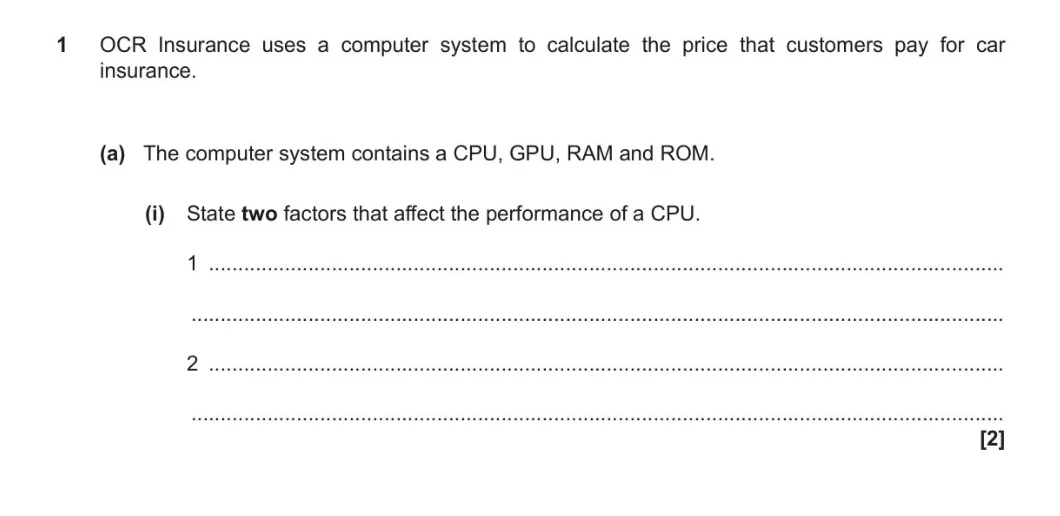 1 OCR Insurance uses a computer system to calculate the price that customers pay for car
insurance.
(a) The computer system contains a CPU, GPU, RAM and ROM.
(i) State two factors that affect the performance of a CPU.
1 ..........................................................................................................................................
..........................................................................................................................................
2 ..........................................................................................................................................
..........................................................................................................................................
[2]